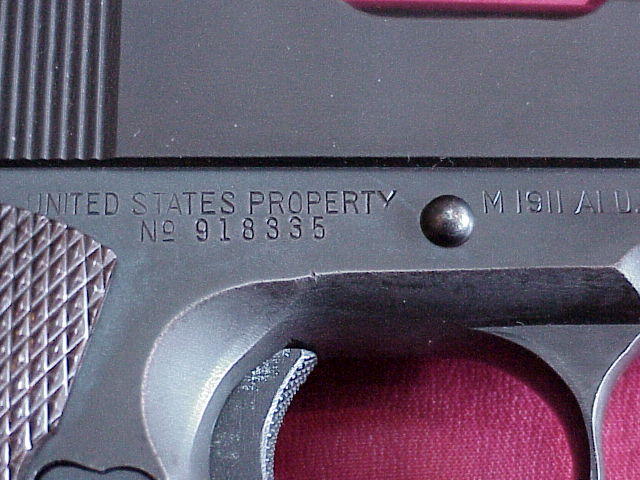 UNITED STATES PROPERTY
Nº 918335
M 1911 A1 U.